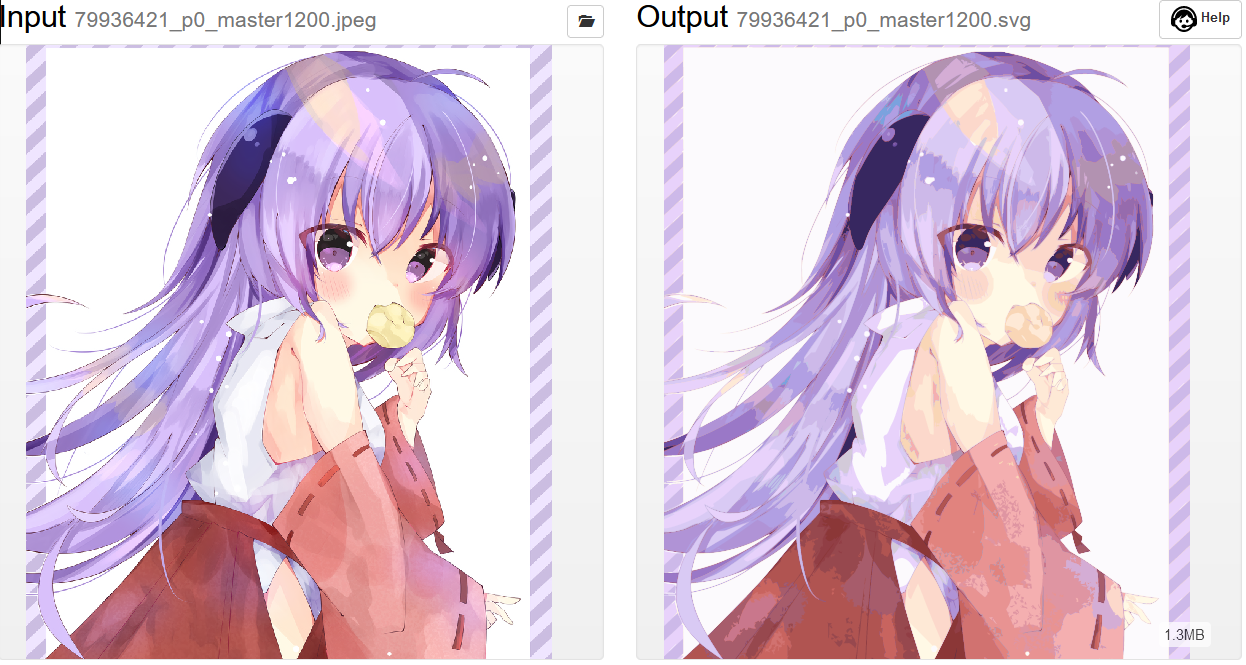 Input 79936421_p0_master1200.jpeg
Output 79936421_p0_master1200.svg
Help
1.3MB